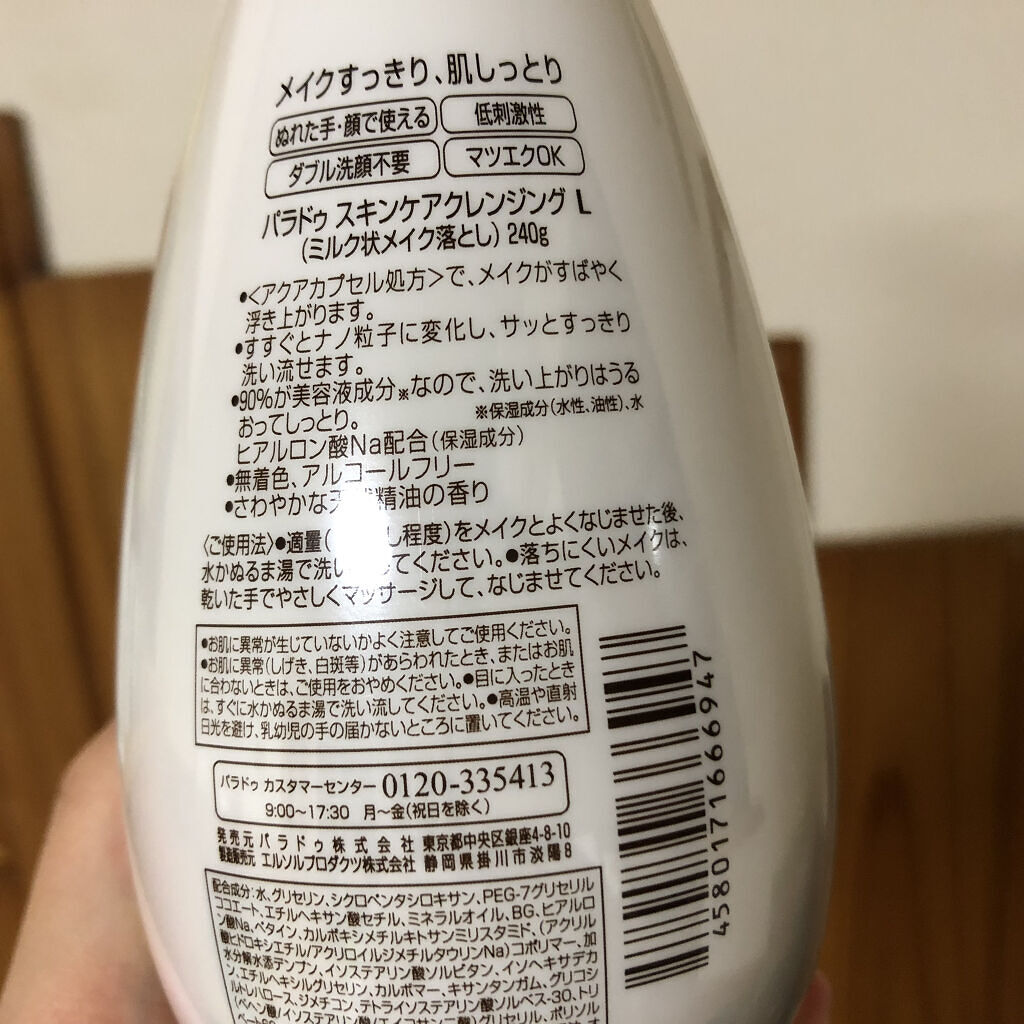 メイクすっきり、肌しっとり
ぬれた手・顔で使える 低刺激性
ダブル洗顔不要 マツエクOK
パラドゥ スキンケアクレンジング L
(ミルク状メイク落とし) 240g
•<アクアカプセル処方>で、メイクがすばやく
浮き上がります。
•すすぐとナノ粒子に変化し、サッとすっきり
洗い流せます。
•90%が美容液成分※なので、洗い上がりはうる
おってしっとり。 ※保湿成分(水性、油性)、水
ヒアルロン酸Na配合(保湿成分)
•無着色、アルコールフリー
•さわやかな 精油の香り
〈ご使用法〉●適量( し程度)をメイクとよくなじませた後、
水かぬるま湯で洗い してください。●落ちにくいメイクは、
乾いた手でやさしくマッサージして、なじませてください。
●お肌に異常が生じていないかよく注意してご使用ください。
●お肌に異常(しげき、白斑等)があらわれたとき、またはお肌
に合わないときは、ご使用をおやめください。●目に入ったとき
は、すぐに水かぬるま湯で洗い流してください。●高温や直射
日光を避け、乳幼児の手の届かないところに置いてください。
パラドゥ カスタマーセンター 0120-335413
9:00〜17:30 月〜金(祝日を除く)
発売元 パラドゥ株式会社 東京都中央区銀座4-8-10
製造販売元 エルソルプロダクツ株式会社 静岡県掛川市淡陽8
4580171666947
配合成分:水、グリセリン、シクロペンタシロキサン、PEG-7グリセリル
ココエート、エチルヘキサン酸セチル、ミネラルオイル、BG、ヒアルロ
ン酸Na、ベタイン、カルボキシメチルキトサンミリスタミド、(アクリル
酸ヒドロキシエチル/アクリロイルジメチルタウリンNa)コポリマー、加
水分解水添デンプン、イソステアリン酸ソルビタン、イソヘキサデカ
ン、エチルヘキシルグリセリン、カルボマー、キサンタンガム、グリコシ
ルトレハロース、ジメチコン、テトライソステアリン酸ソルベス-30、トリ
(ベヘン酸/イソステアリン酸/エイコサン二酸)グリセリル、ポリソル